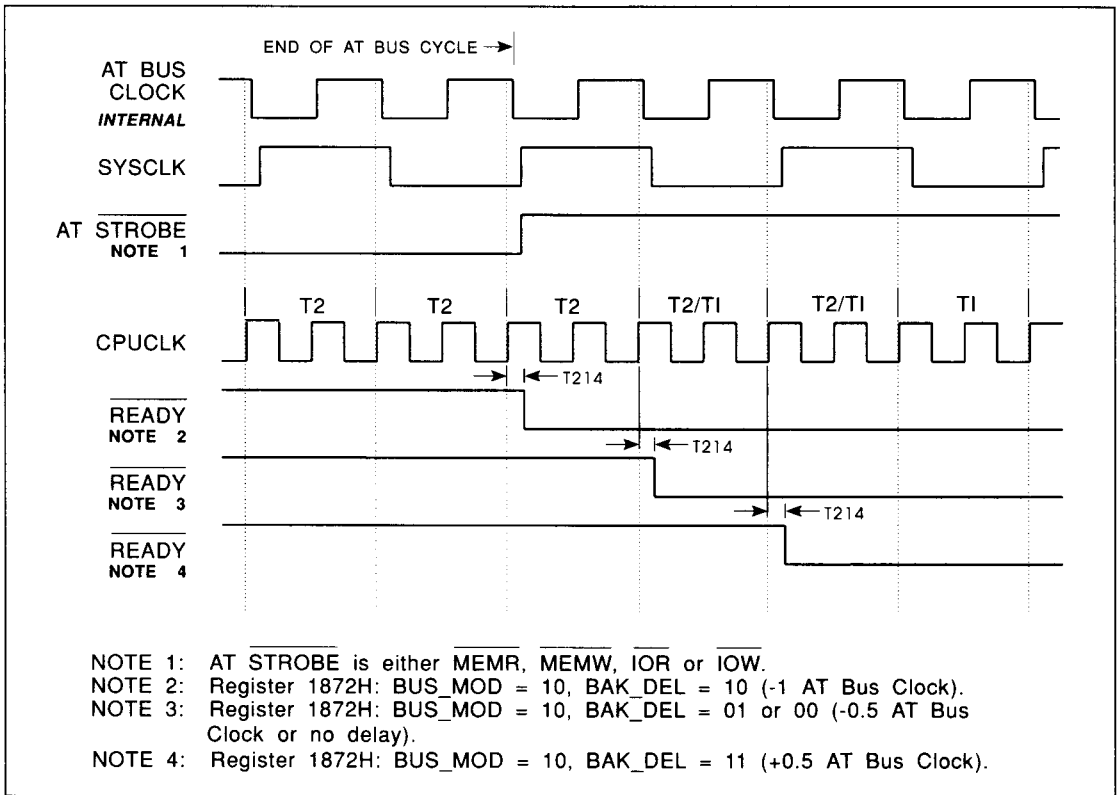 END OF AT BUS CYCLE
AT BUS
CLOCK
INTERNAL
SYSCLK
AT STROBE
NOTE 1
T2 T2 T2 T2/TI T2/TI TI
CPUCLK
T214
READY
NOTE 2
T214
READY
NOTE 3
T214
READY
NOTE 4
NOTE 1: AT STROBE is either MEMR, MEMW, IOR or IOW.
NOTE 2: Register 1872H: BUS_MOD = 10, BAK_DEL = 10 (-1 AT Bus Clock).
NOTE 3: Register 1872H: BUS_MOD = 10, BAK_DEL = 01 or 00 (-0.5 AT Bus
Clock or no delay).
NOTE 4: Register 1872H: BUS_MOD = 10, BAK_DEL = 11 (+0.5 AT Bus Clock).